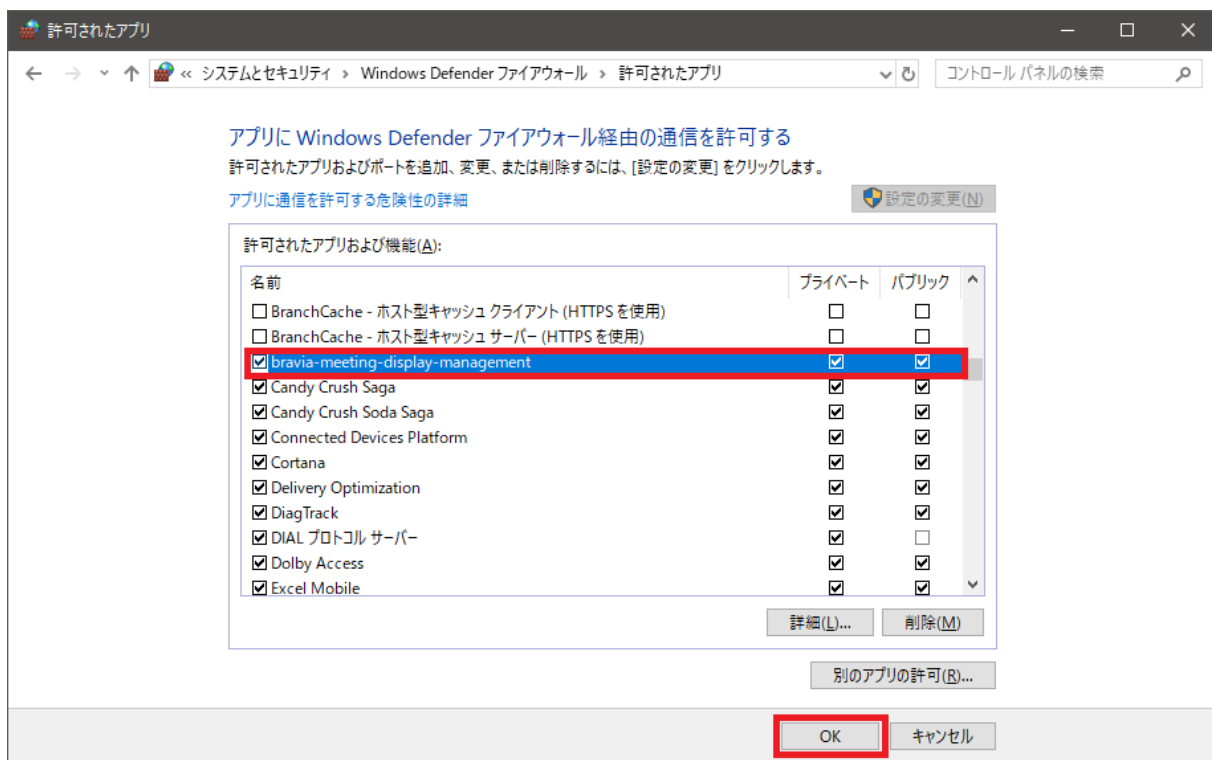 許可されたアプリ
« システムとセキュリティ › Windows Defender ファイアウォール › 許可されたアプリ
コントロール パネルの検索
アプリに Windows Defender ファイアウォール経由の通信を許可する
許可されたアプリおよびポートを追加、変更、または削除するには、[設定の変更] をクリックします。
アプリに通信を許可する危険性の詳細
設定の変更(N)
許可されたアプリおよび機能(A):
名前 プライベート パブリック
BranchCache - ホスト型キャッシュ クライアント (HTTPS を使用)
BranchCache - ホスト型キャッシュ サーバー (HTTPS を使用)
bravia-meeting-display-management
Candy Crush Saga
Candy Crush Soda Saga
Connected Devices Platform
Cortana
Delivery Optimization
DiagTrack
DIAL プロトコル サーバー
Dolby Access
Excel Mobile
詳細(L)... 削除(M)
別のアプリの許可(R)...
OK キャンセル